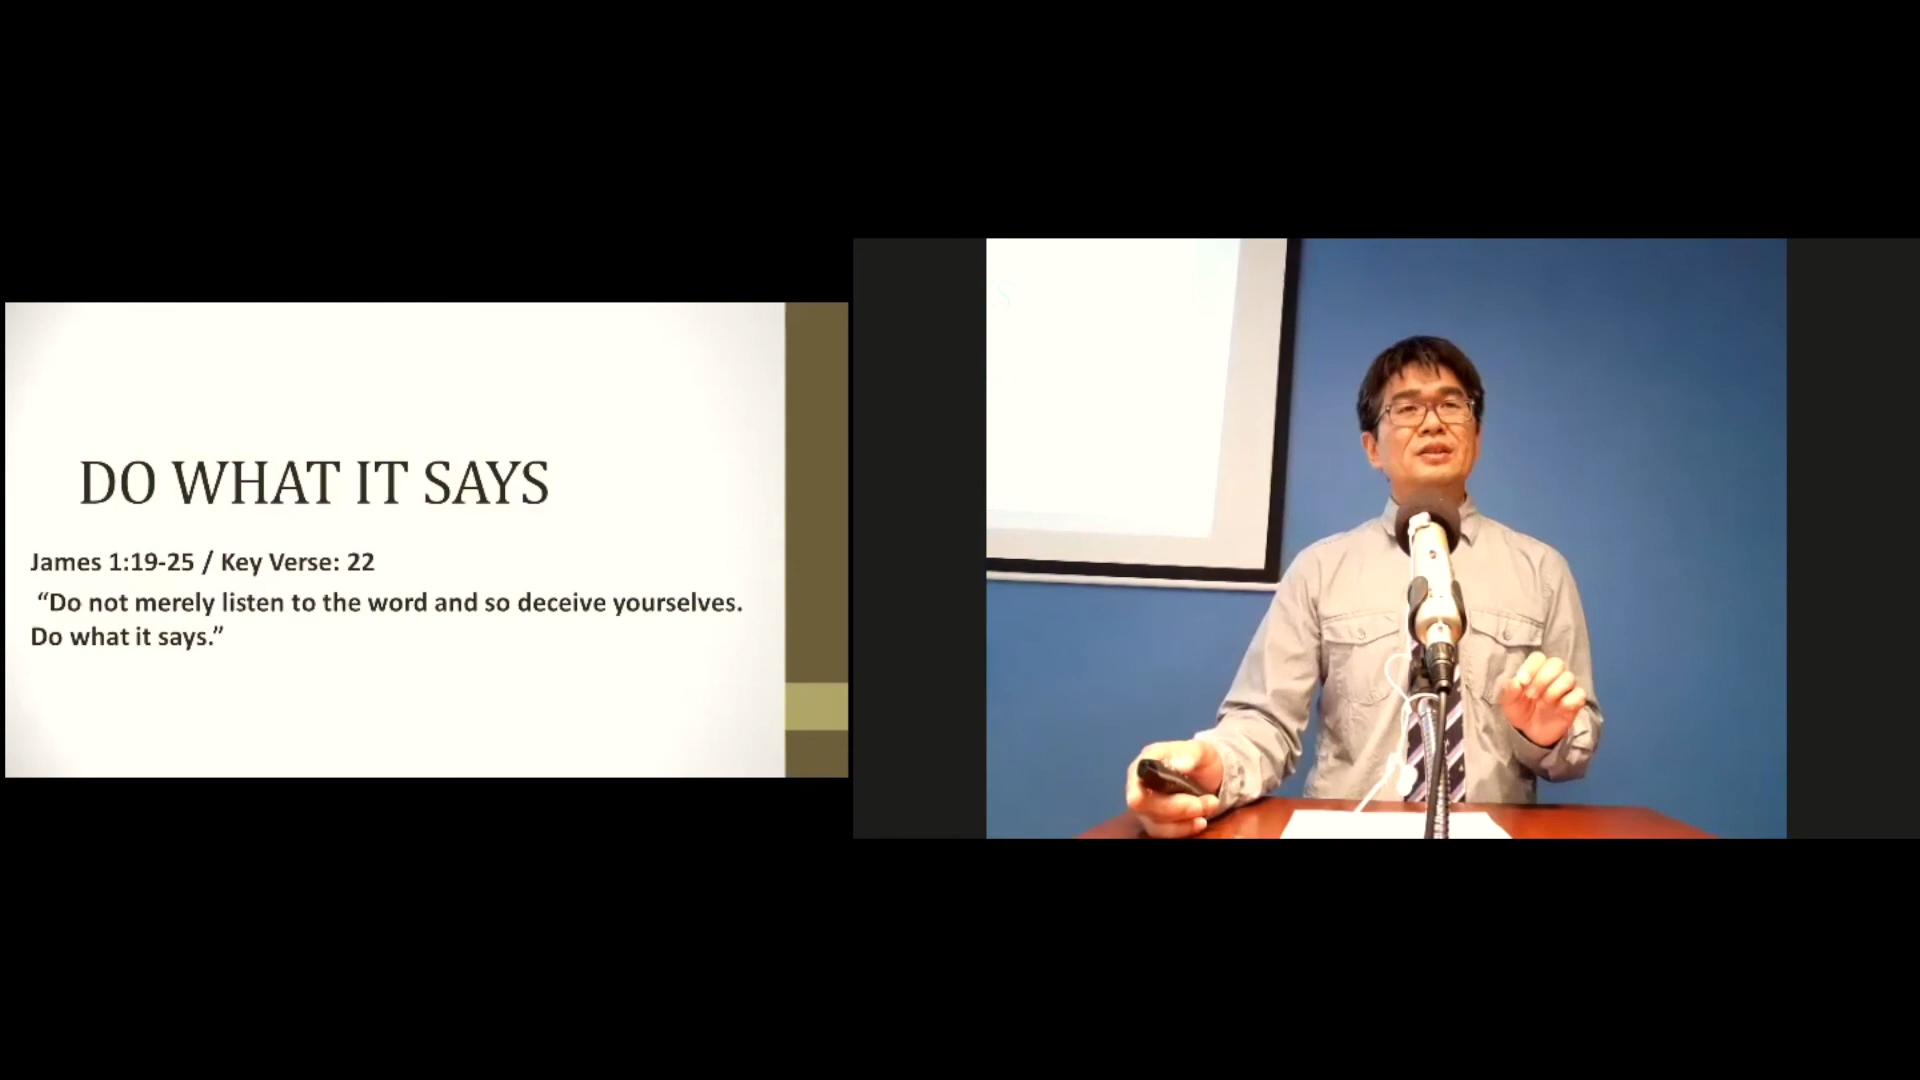 DO WHAT IT SAYS
James 1:19-25 / Key Verse: 22
“Do not merely listen to the word and so deceive yourselves.
Do what it says.”